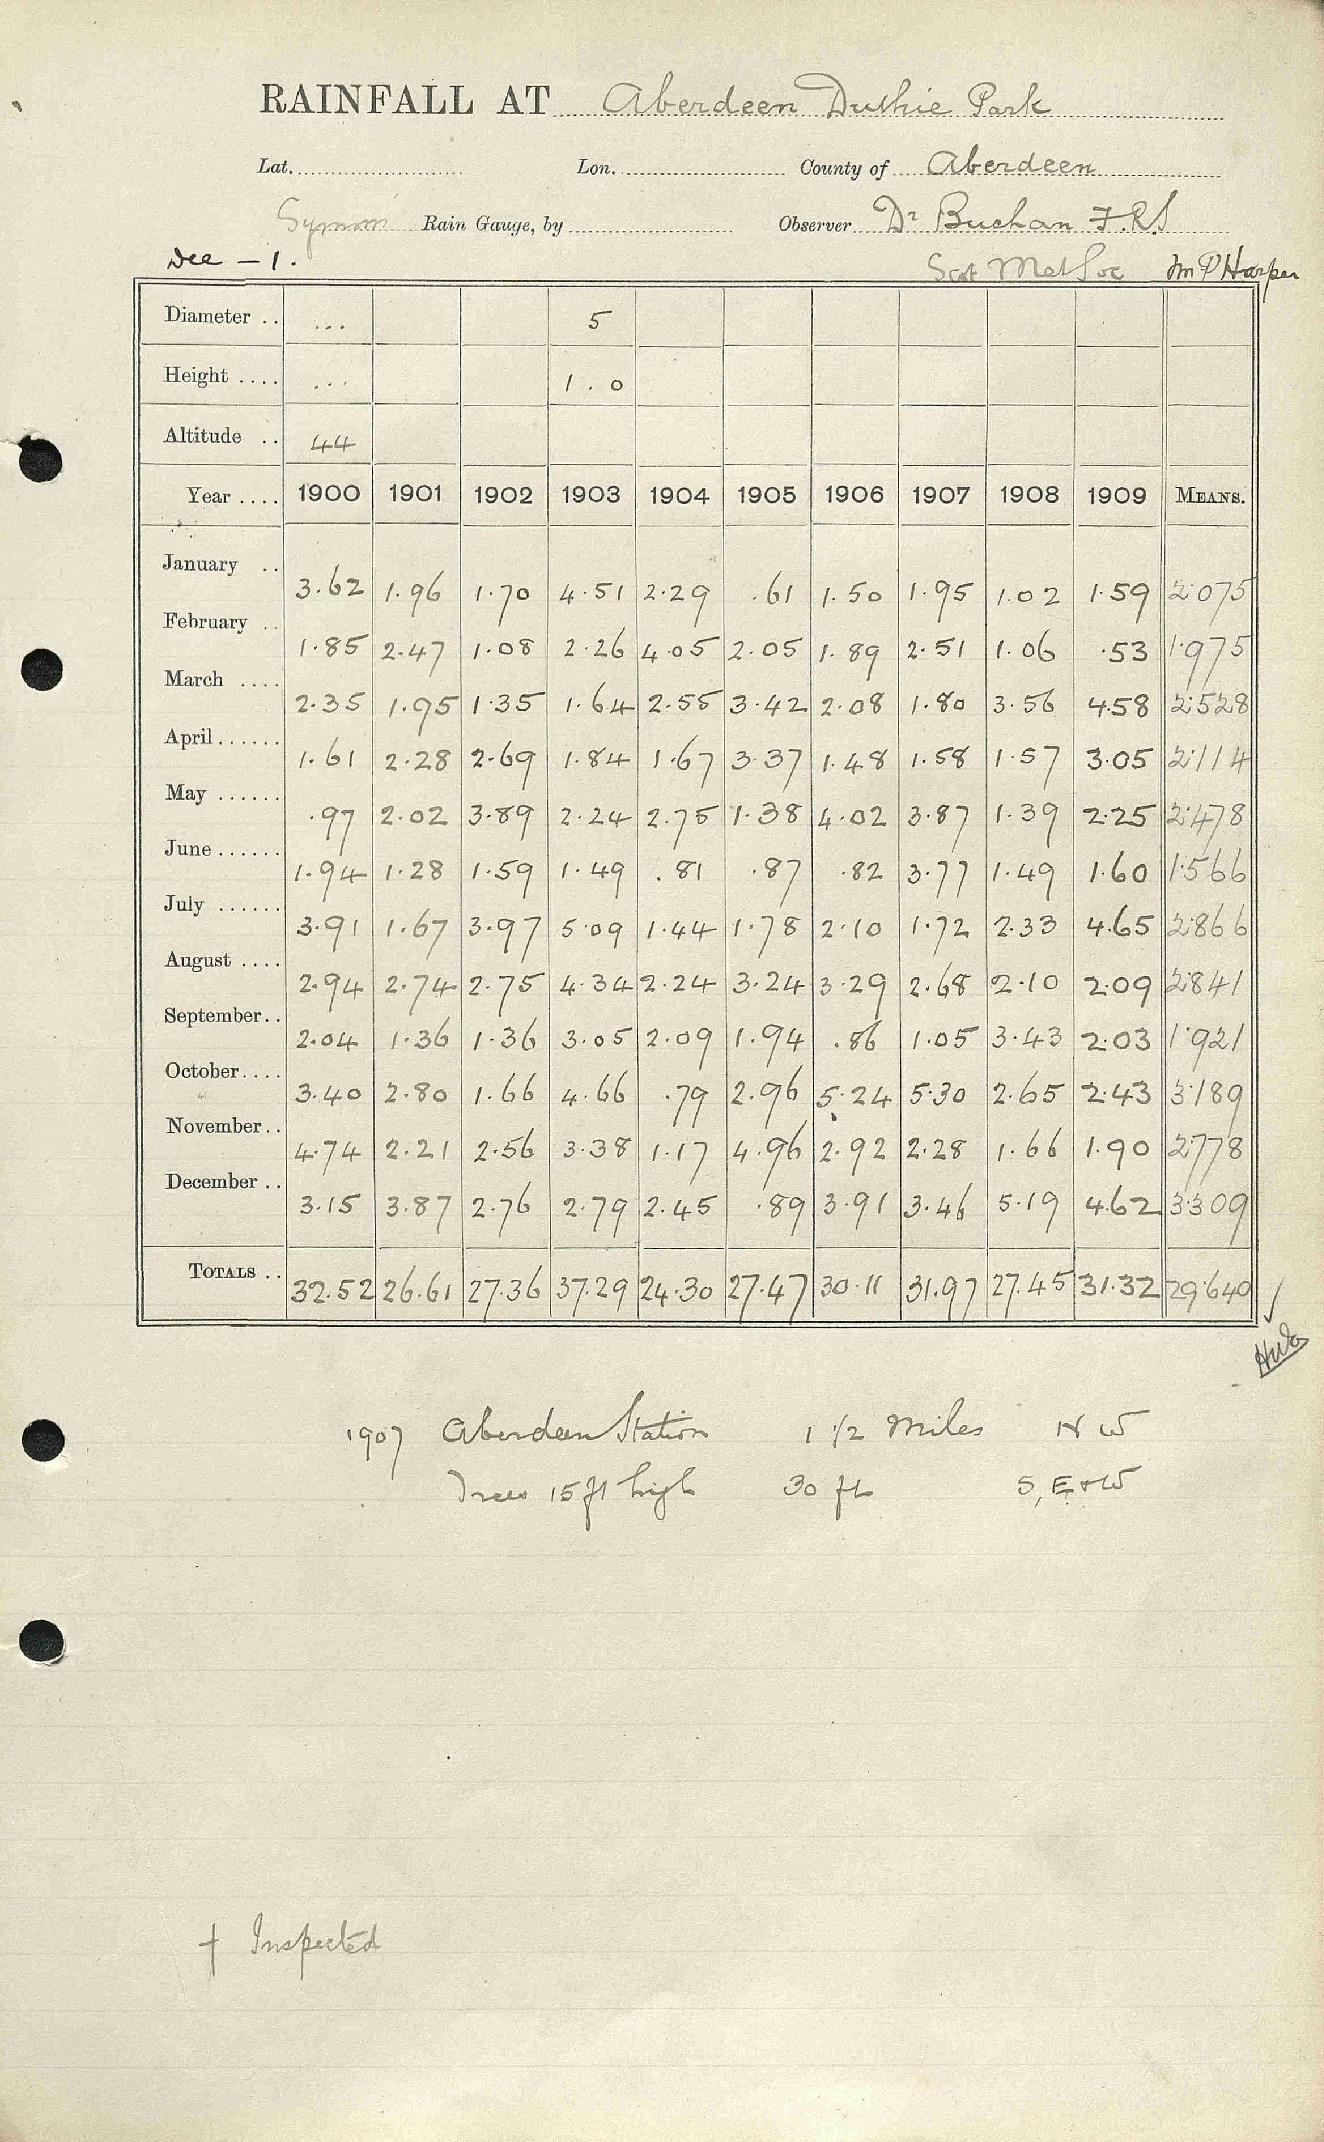 RAINFALL AT Aberdeen Duthie Park
Lat. Lon. County of Aberdeen
Symons Rain Gauge, by Observer Dr Buchan F.R.S
Dee - 1. Scot Met Soc Harper
Diameter .. ... 5
Height .... ... 1.0
Altitude .. 44
Year .... 1900 1901 1902 1903 1904 1905 1906 1907 1908 1909 MEANS.
January .. 3.62 1.96 1.70 4.51 2.29 .61 1.50 1.95 1.02 1.59 2.075
February .. 1.85 2.47 1.08 2.26 4.05 2.05 1.89 2.51 1.06 .53 1.975
March .... 2.35 1.95 1.35 1.64 2.55 3.42 2.08 1.80 3.56 4.58 2.528
April ...... 1.61 2.28 2.69 1.84 1.67 3.37 1.48 1.58 1.57 3.05 2.114
May ...... .97 2.02 3.89 2.24 2.75 1.38 4.02 3.87 1.39 2.25 2.478
June ...... 1.94 1.28 1.59 1.49 .81 .87 .82 3.77 1.49 1.60 1.566
July ...... 3.91 1.67 3.97 5.09 1.44 1.78 2.10 1.72 2.33 4.65 2.866
August .... 2.94 2.74 2.75 4.34 2.24 3.24 3.29 2.68 2.10 2.09 2.841
September .. 2.04 1.36 1.36 3.05 2.09 1.94 .86 1.05 3.43 2.03 1.921
October .... 3.40 2.80 1.66 4.66 .79 2.96 5.24 5.30 2.65 2.43 3.189
November .. 4.74 2.21 2.56 3.38 1.17 4.96 2.92 2.28 1.66 1.90 2.778
December .. 3.15 3.87 2.76 2.79 2.45 .89 3.91 3.46 5.19 4.62 3.309
TOTALS .. 32.52 26.61 27.36 37.29 24.30 27.47 30.11 31.97 27.45 31.32 29.640 ✓
1907 Aberdeen Station 1 1/2 Miles N W
Trees 15 ft high 30 ft S, E + W
† Inspected